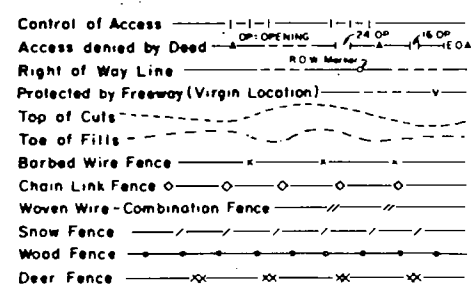 Control of Access
OP: OPENING 24 OP 16 OP
Access denied by Deed E O A
R O W Marker
Right of Way Line
Protected by Freeway (Virgin Location) v
Top of Cuts
Toe of Fills
Barbed Wire Fence
Chain Link Fence
Woven Wire-Combination Fence
Snow Fence
Wood Fence
Deer Fence